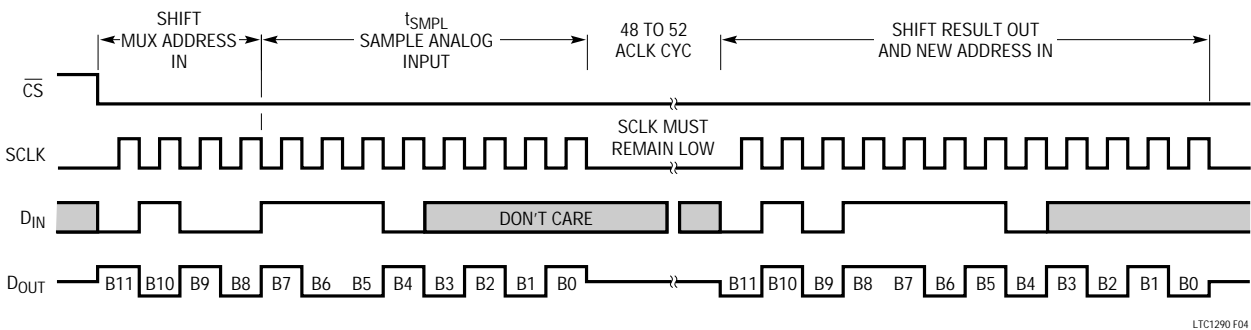 SHIFT
MUX ADDRESS
IN
tSMPL
SAMPLE ANALOG
INPUT
48 TO 52
ACLK CYC
SHIFT RESULT OUT
AND NEW ADDRESS IN
CS
SCLK
SCLK MUST
REMAIN LOW
DIN
DON'T CARE
DOUT
B11 B10 B9 B8 B7 B6 B5 B4 B3 B2 B1 B0
B11 B10 B9 B8 B7 B6 B5 B4 B3 B2 B1 B0
LTC1290 F04